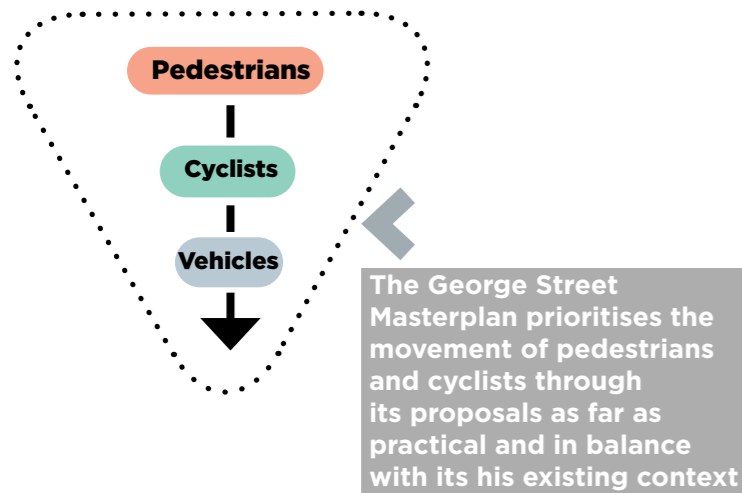 Pedestrians
Cyclists
Vehicles
The George Street
Masterplan prioritises the
movement of pedestrians
and cyclists through
its proposals as far as
practical and in balance
with its his existing context